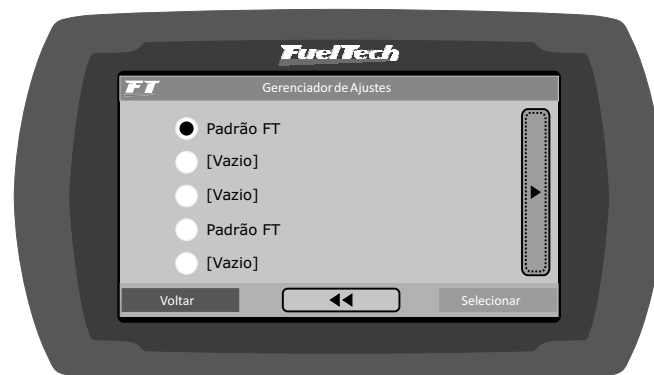 FuelTech
FT
Gerenciador de Ajustes
Padrão FT
[Vazio]
[Vazio]
Padrão FT
[Vazio]
Voltar
Selecionar